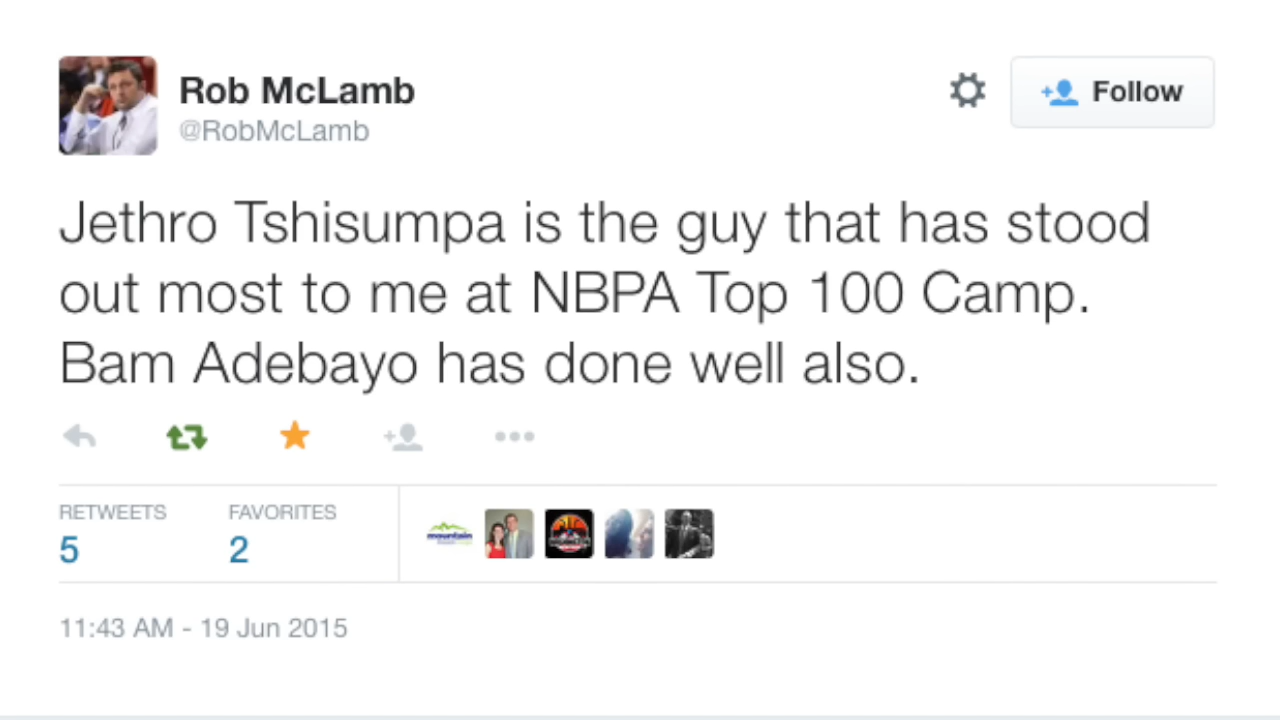 Rob McLamb
@RobMcLamb
Follow
Jethro Tshisumpa is the guy that has stood
out most to me at NBPA Top 100 Camp.
Bam Adebayo has done well also.
RETWEETS
5
FAVORITES
2
mountain
11:43 AM - 19 Jun 2015